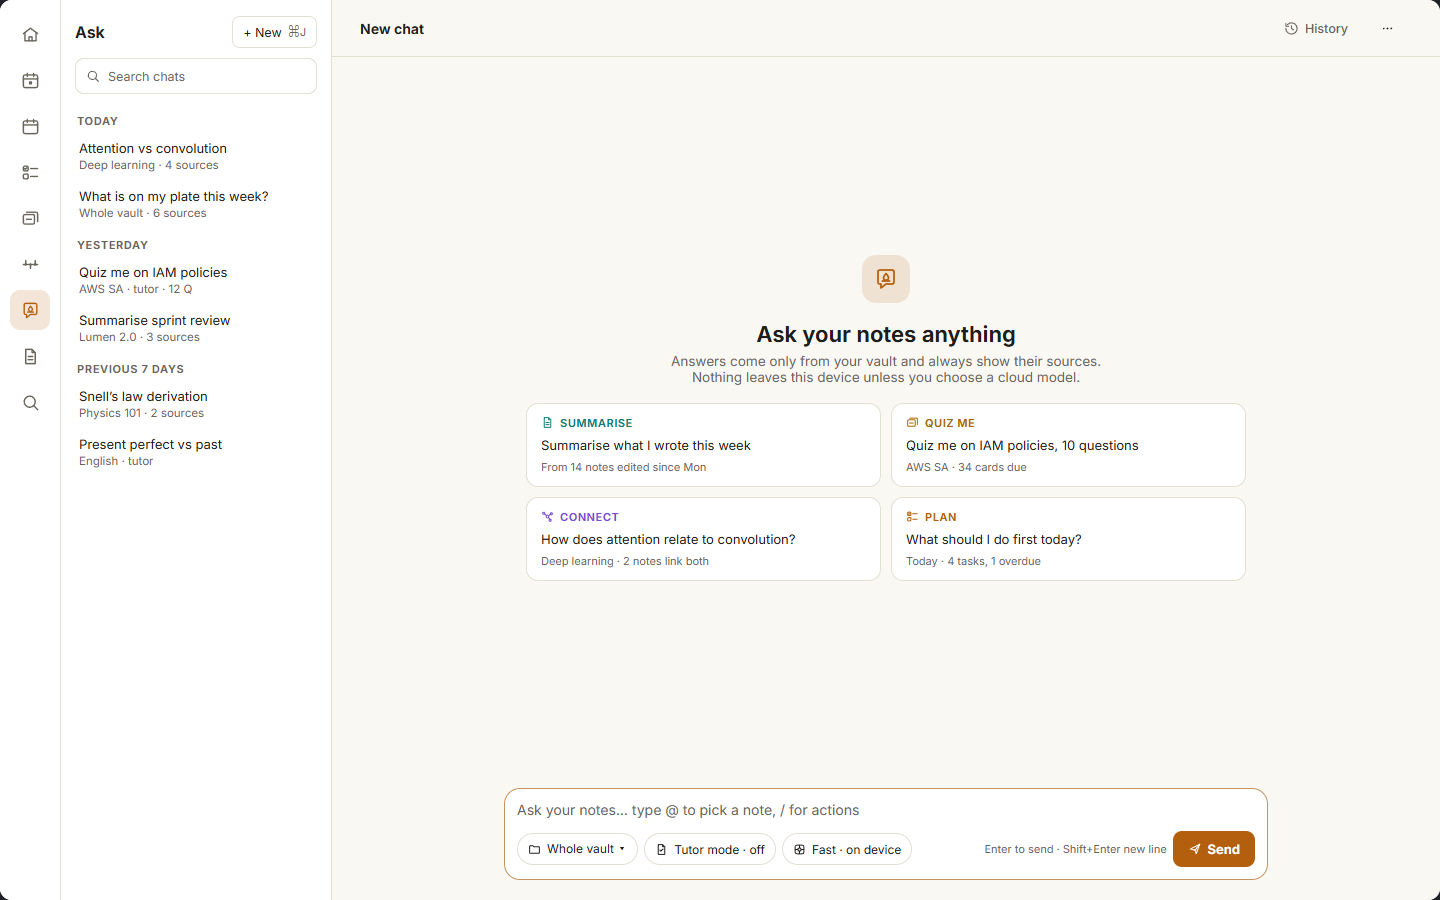 Ask
+ New ⌘J
Search chats
TODAY
Attention vs convolution
Deep learning · 4 sources
What is on my plate this week?
Whole vault · 6 sources
YESTERDAY
Quiz me on IAM policies
AWS SA · tutor · 12 Q
Summarise sprint review
Lumen 2.0 · 3 sources
PREVIOUS 7 DAYS
Snell’s law derivation
Physics 101 · 2 sources
Present perfect vs past
English · tutor
New chat
History
Ask your notes anything
Answers come only from your vault and always show their sources.
Nothing leaves this device unless you choose a cloud model.
SUMMARISE
Summarise what I wrote this week
From 14 notes edited since Mon
QUIZ ME
Quiz me on IAM policies, 10 questions
AWS SA · 34 cards due
CONNECT
How does attention relate to convolution?
Deep learning · 2 notes link both
PLAN
What should I do first today?
Today · 4 tasks, 1 overdue
Ask your notes... type @ to pick a note, / for actions
Whole vault
Tutor mode · off
Fast · on device
Enter to send · Shift+Enter new line
Send